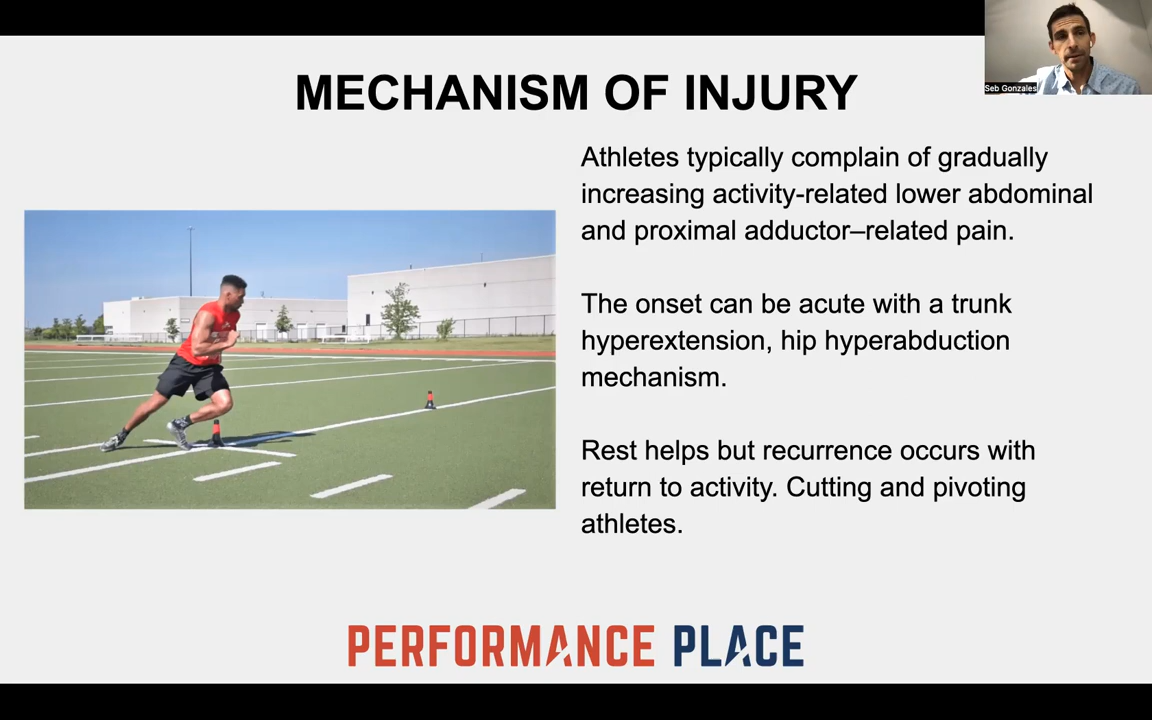 Seb Gonzales
MECHANISM OF INJURY
Athletes typically complain of gradually
increasing activity-related lower abdominal
and proximal adductor–related pain.
The onset can be acute with a trunk
hyperextension, hip hyperabduction
mechanism.
Rest helps but recurrence occurs with
return to activity. Cutting and pivoting
athletes.
PERFORMANCE PLACE